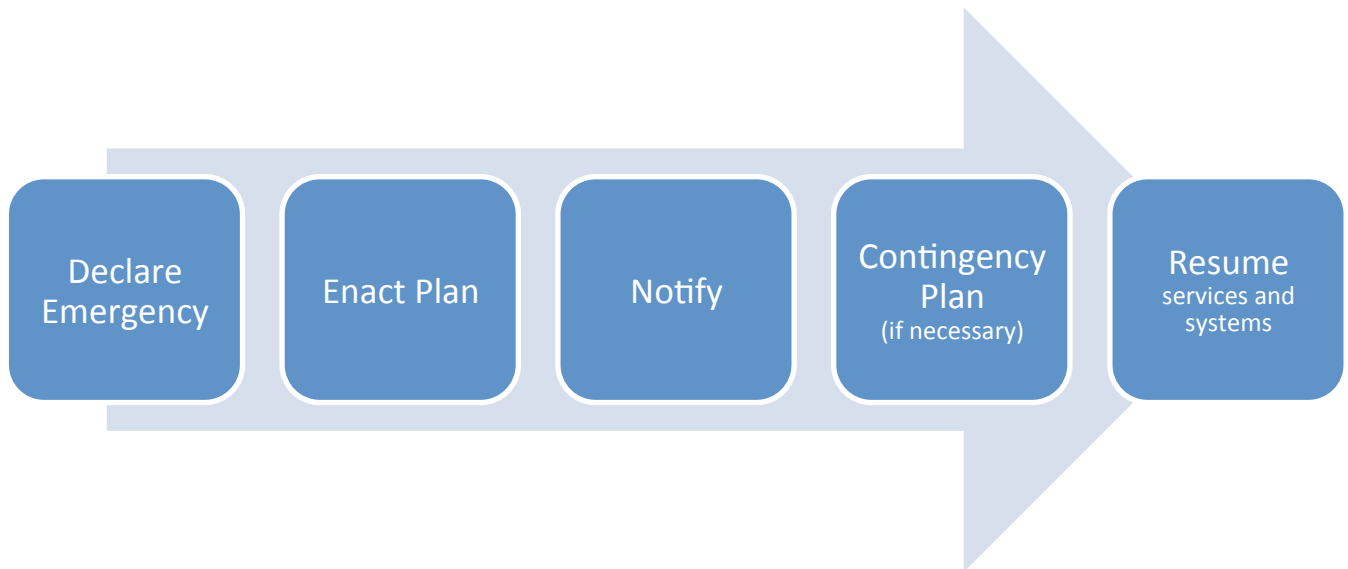 Declare
Emergency
Enact Plan
Notify
Contingency
Plan
(if necessary)
Resume
services and
systems